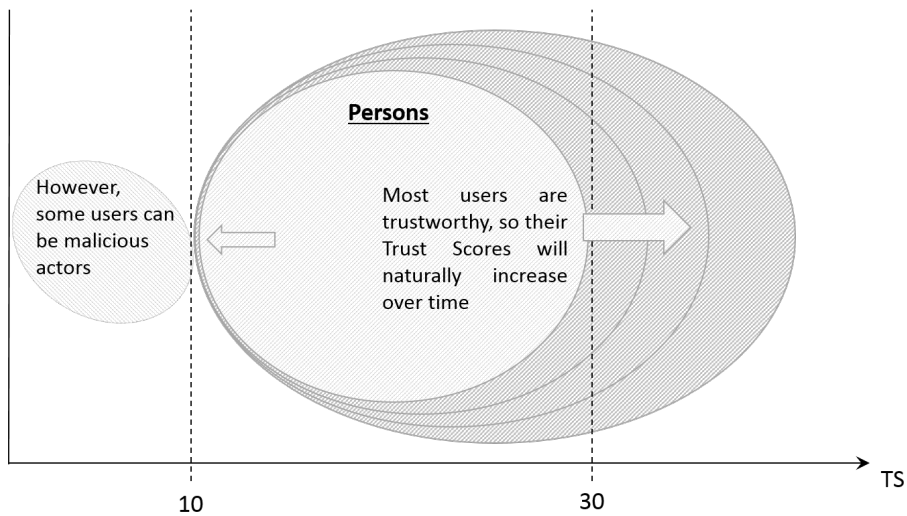 Persons
However,
some users can
be malicious
actors
Most users are
trustworthy, so their
Trust Scores will
naturally increase
over time
TS
10
30